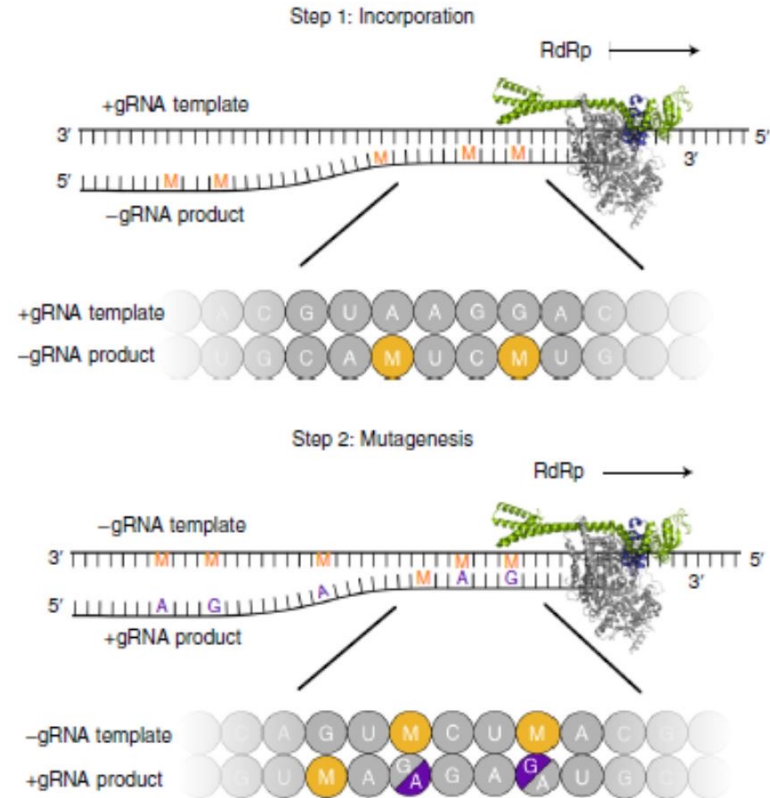 Step 1: Incorporation
RdRp
+gRNA template
3′ 5′
M M M M M 3′
5′
−gRNA product
+gRNA template A C G U A A G G A C
−gRNA product U G C A M U C M U G
Step 2: Mutagenesis
RdRp
−gRNA template
3′ M M M M M 5′
A G A M A G 3′
5′
+gRNA product
−gRNA template C A G U M C U M A C G
+gRNA product G U M A G A G A G A U G C